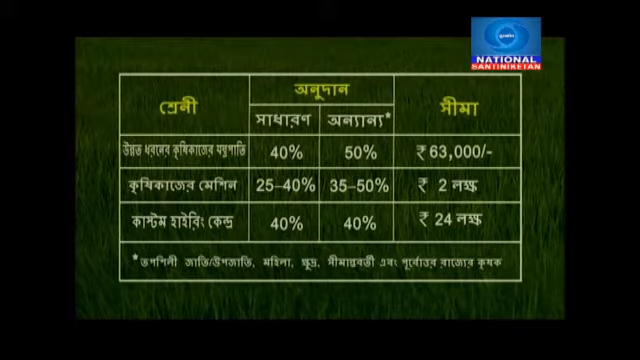 NATIONAL
SANTINIKETAN
শ্রেনী অনুদান সীমা
সাধারণ অন্যান্য*
উন্নত ধরনের কৃষিকাজের যন্ত্রপাতি 40% 50% ₹ 63,000/-
কৃষিকাজের মেশিন 25–40% 35–50% ₹ 2 লক্ষ
কাস্টম হাইরিং কেন্দ্র 40% 40% ₹ 24 লক্ষ
*তপশিলী জাতি/উপজাতি, মহিলা, ক্ষুদ্র, সীমান্তবর্তী এবং পূর্বোত্তর রাজ্যের কৃষক